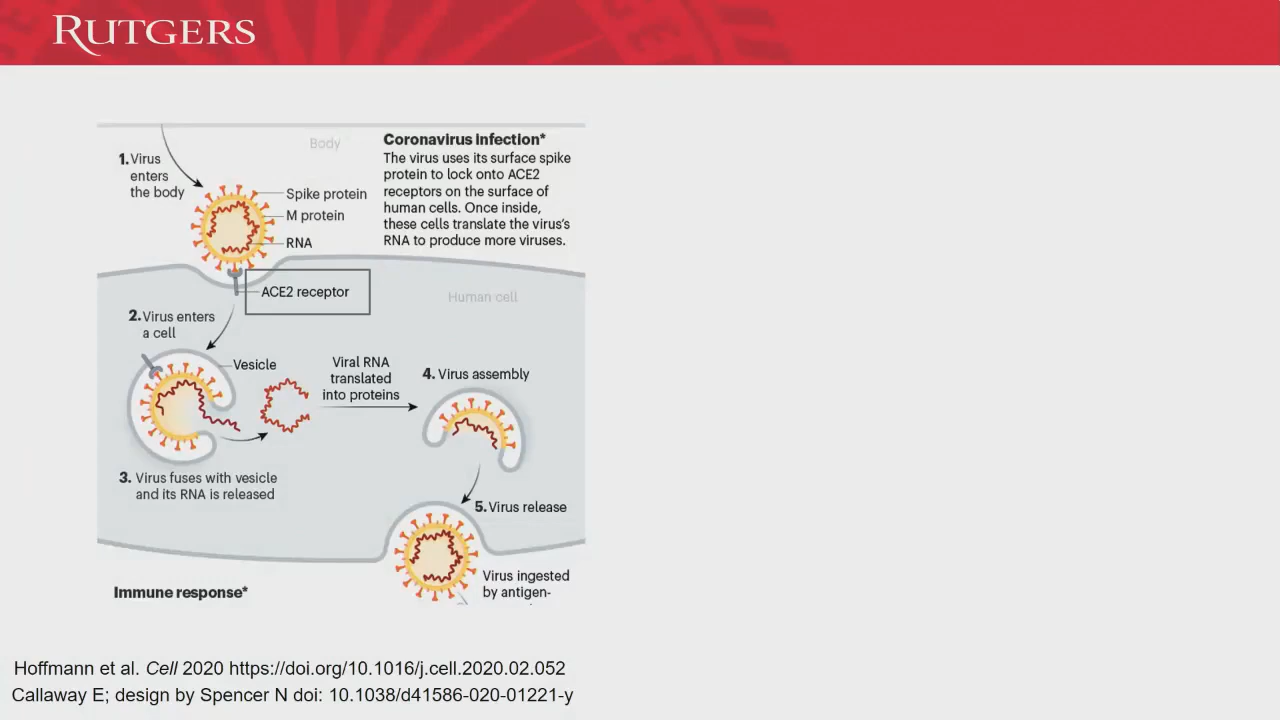 RUTGERS
Body
1. Virus
enters
the body
Spike protein
M protein
RNA
Coronavirus infection*
The virus uses its surface spike
protein to lock onto ACE2
receptors on the surface of
human cells. Once inside,
these cells translate the virus's
RNA to produce more viruses.
ACE2 receptor
Human cell
2. Virus enters
a cell
Vesicle
Viral RNA
translated
into proteins
4. Virus assembly
3. Virus fuses with vesicle
and its RNA is released
5. Virus release
Virus ingested
by antigen-
Immune response*
Hoffmann et al. Cell 2020 https://doi.org/10.1016/j.cell.2020.02.052
Callaway E; design by Spencer N doi: 10.1038/d41586-020-01221-y